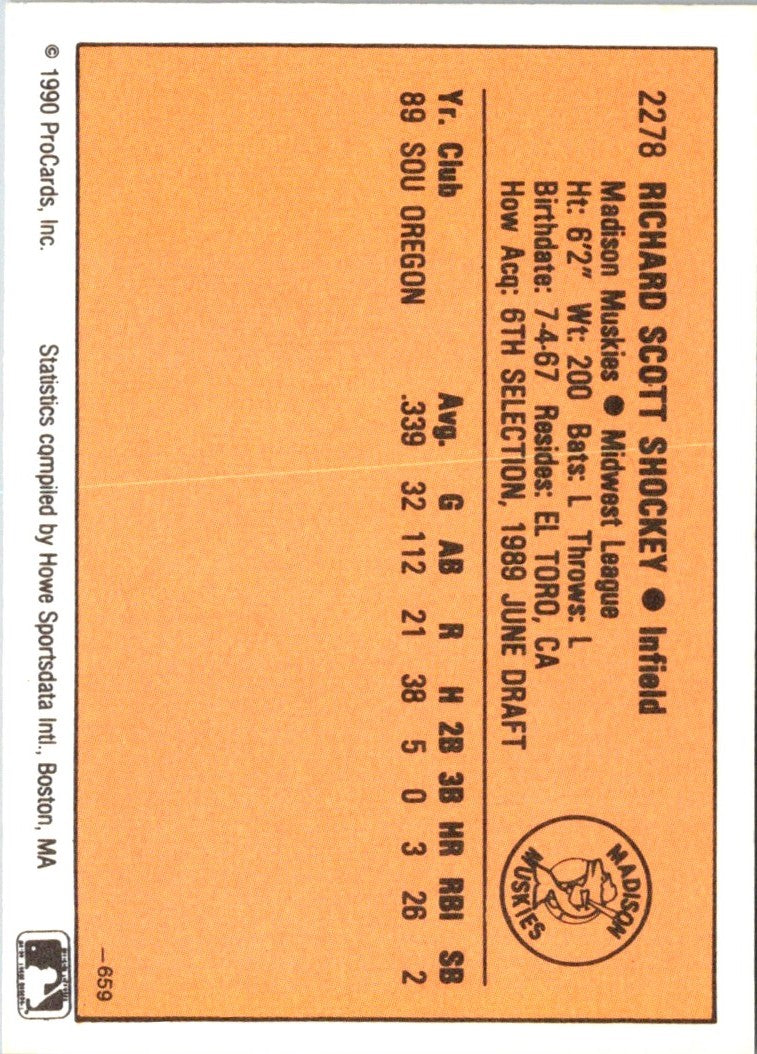 2278 RICHARD SCOTT SHOCKEY ● Infield
Madison Muskies ● Midwest League
Ht: 6'2" Wt: 200 Bats: L Throws: L
Birthdate: 7-4-67 Resides: EL TORO, CA
How Acq: 6TH SELECTION, 1989 JUNE DRAFT
MADISON
MUSKIES
Yr. Club Avg. G AB R H 2B 3B HR RBI SB
89 SOU OREGON .339 32 112 21 38 5 0 3 26 2
—659
© 1990 ProCards, Inc. Statistics compiled by Howe Sportsdata Intl., Boston, MA